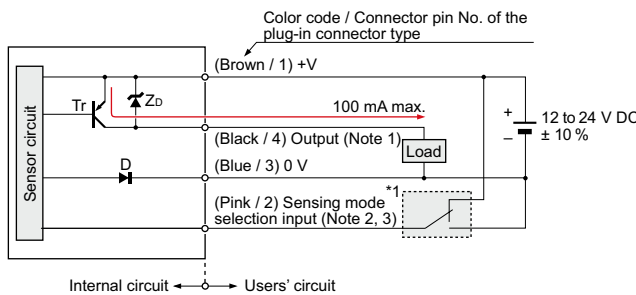 Color code / Connector pin No. of the
plug-in connector type
(Brown / 1) +V
Tr
ZD
100 mA max.
(Black / 4) Output (Note 1)
Load
+
–
12 to 24 V DC
± 10 %
Sensor circuit
D
(Blue / 3) 0 V
*1
(Pink / 2) Sensing mode
selection input (Note 2, 3)
Internal circuit
Users' circuit